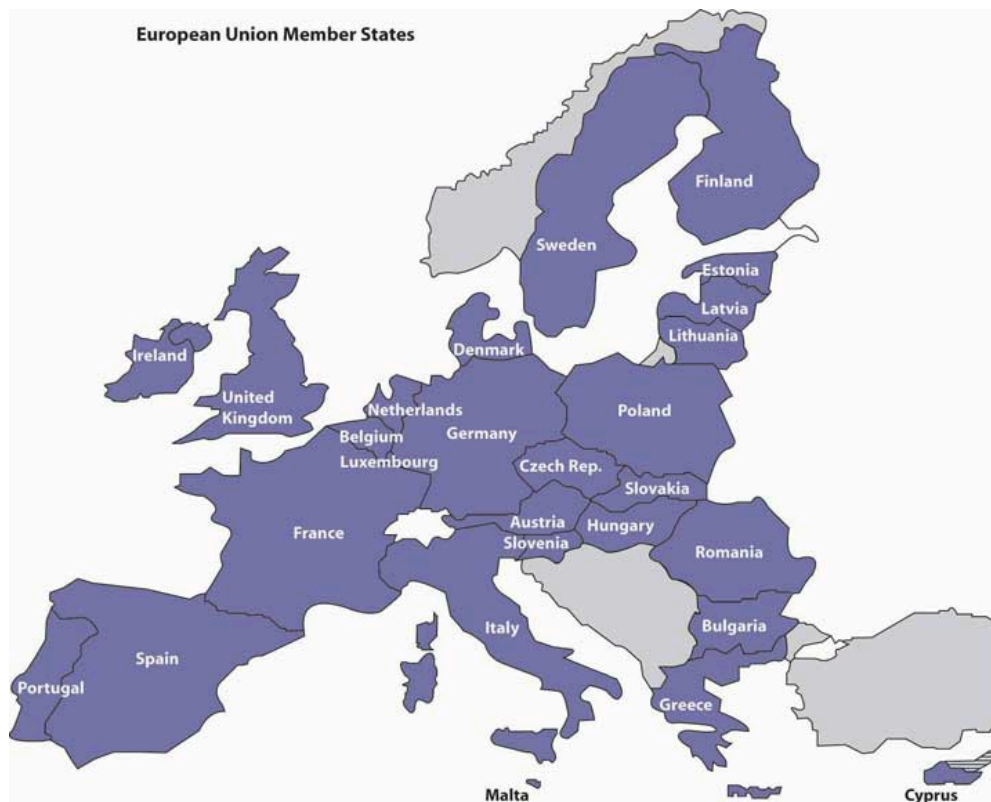 European Union Member States
Finland
Sweden
Estonia
Latvia
Lithuania
Denmark
Ireland
United
Kingdom
Netherlands
Poland
Belgium
Germany
Luxembourg
Czech Rep.
Slovakia
France
Austria
Hungary
Slovenia
Romania
Italy
Bulgaria
Spain
Portugal
Greece
Malta
Cyprus